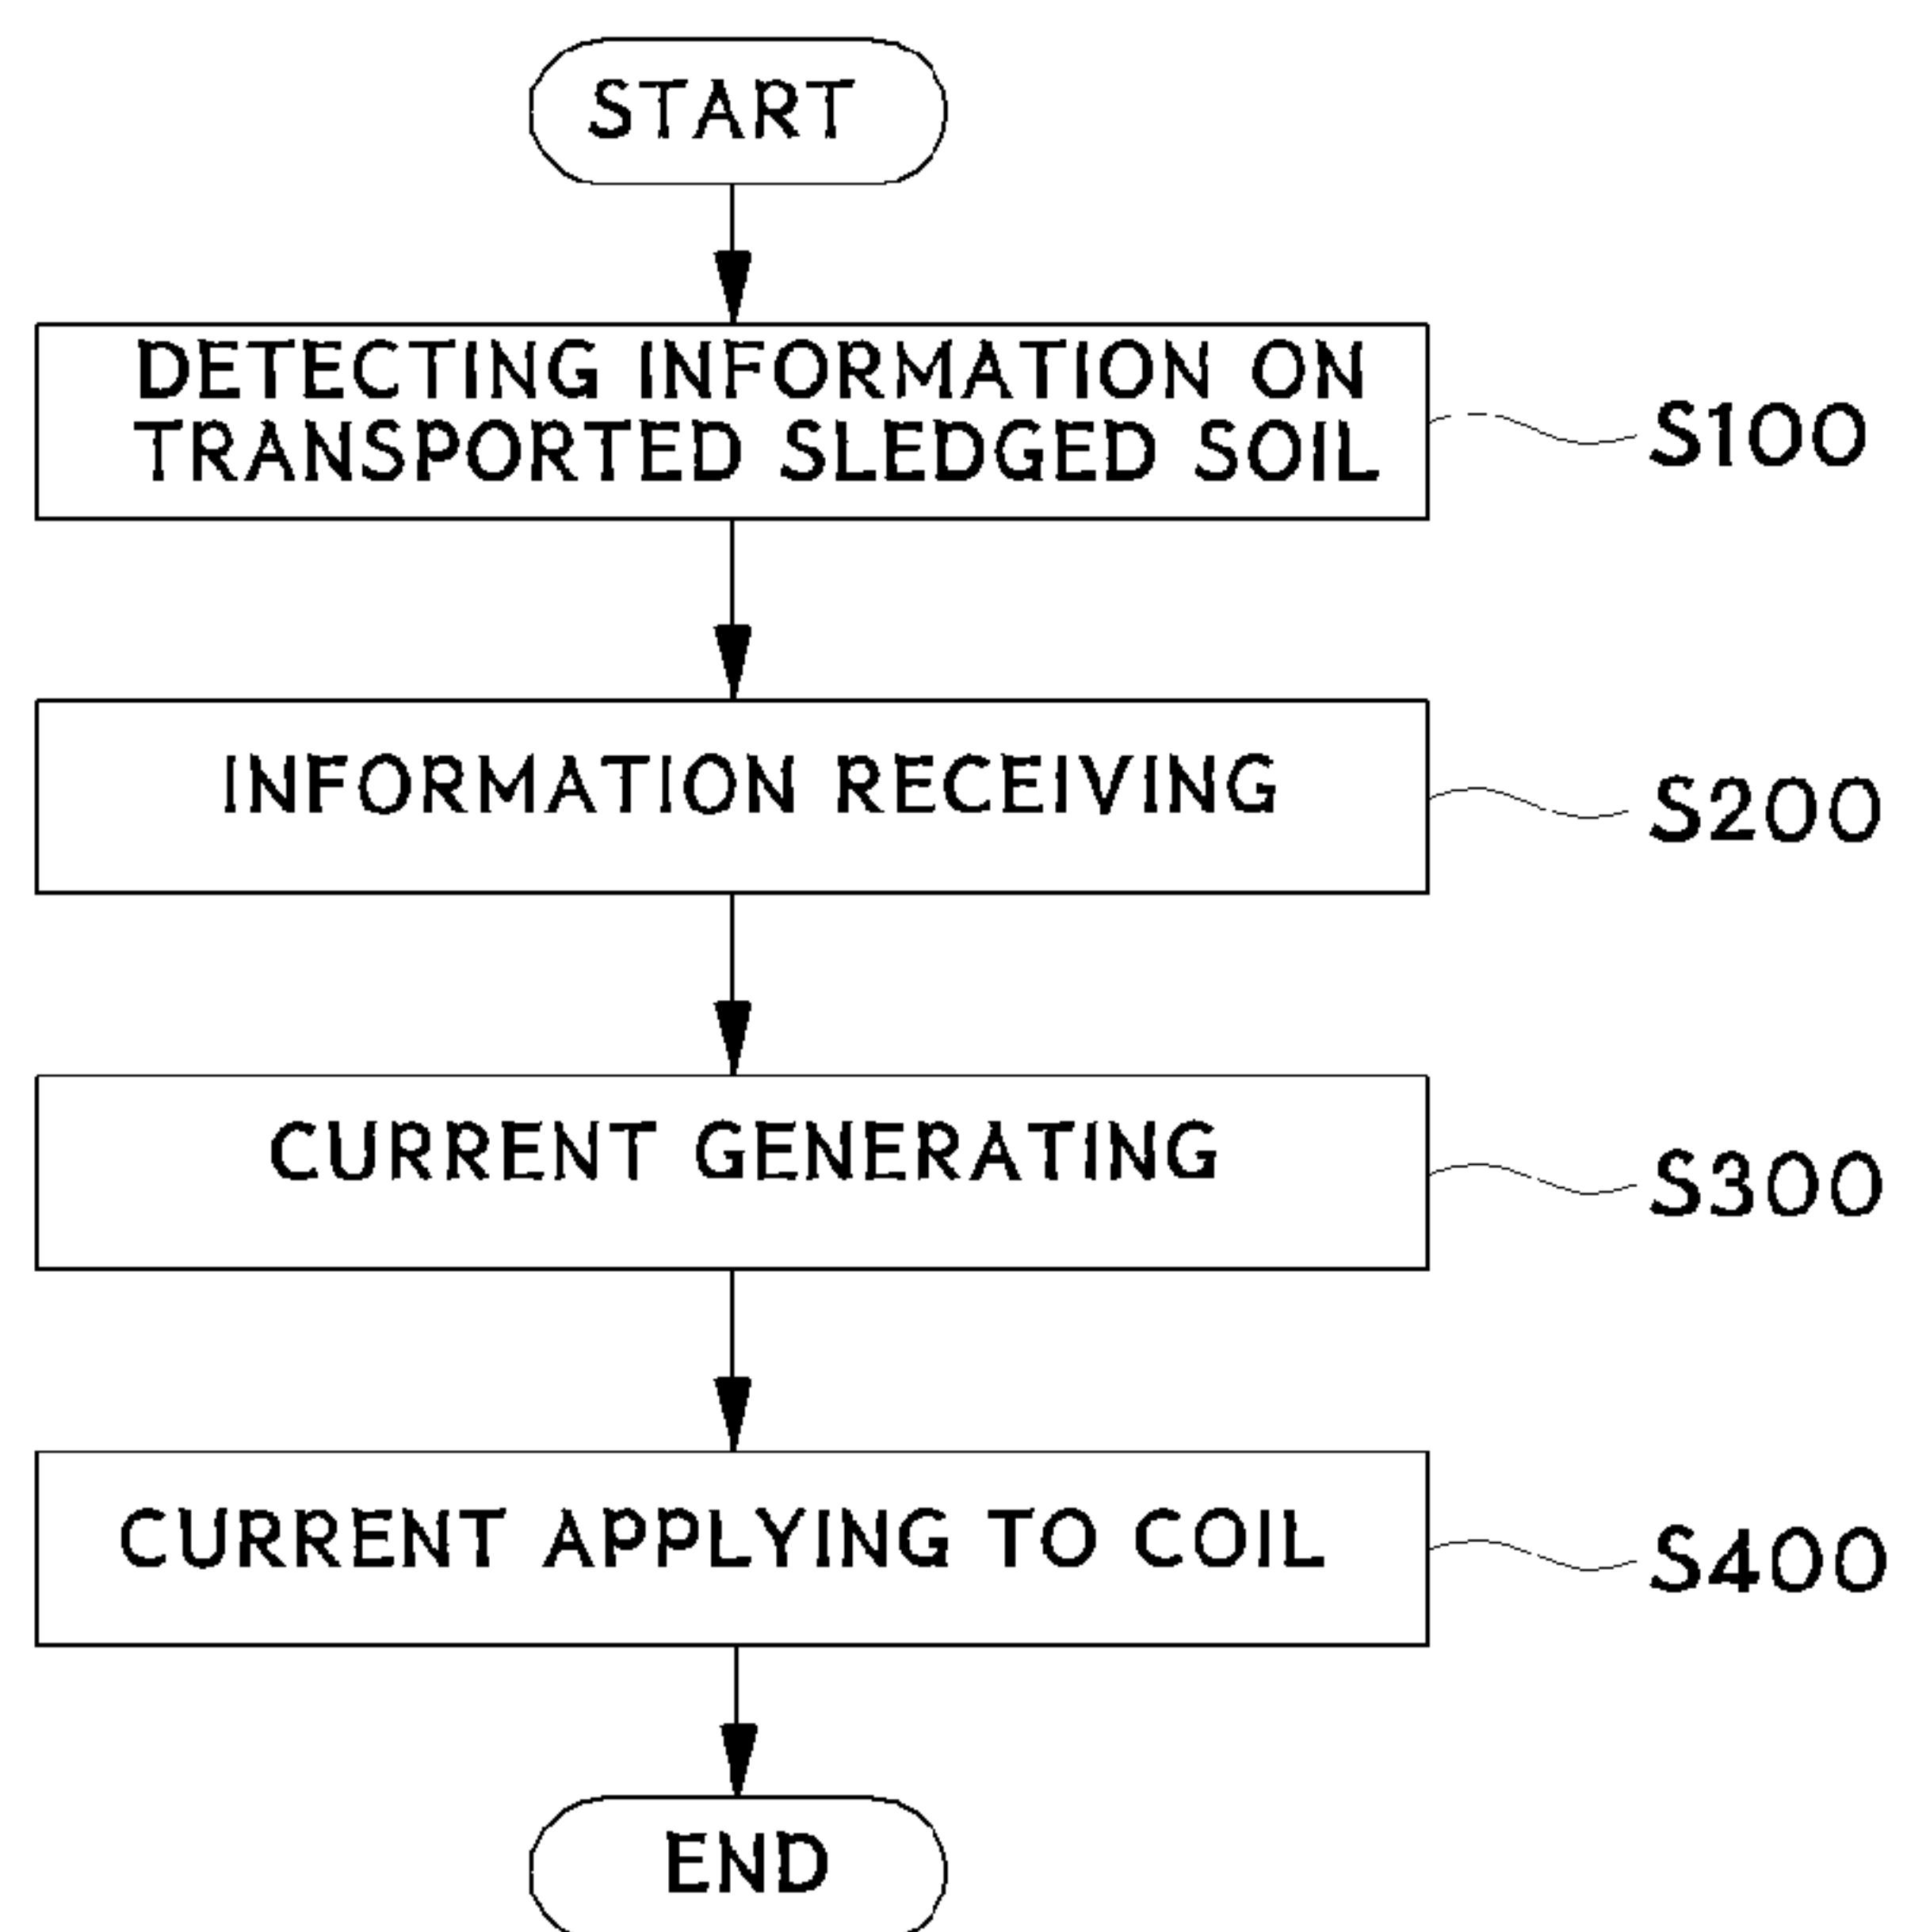 START
DETECTING INFORMATION ON
TRANSPORTED SLEDGED SOIL
S100
INFORMATION RECEIVING
S200
CURRENT GENERATING
S300
CURRENT APPLYING TO COIL
S400
END